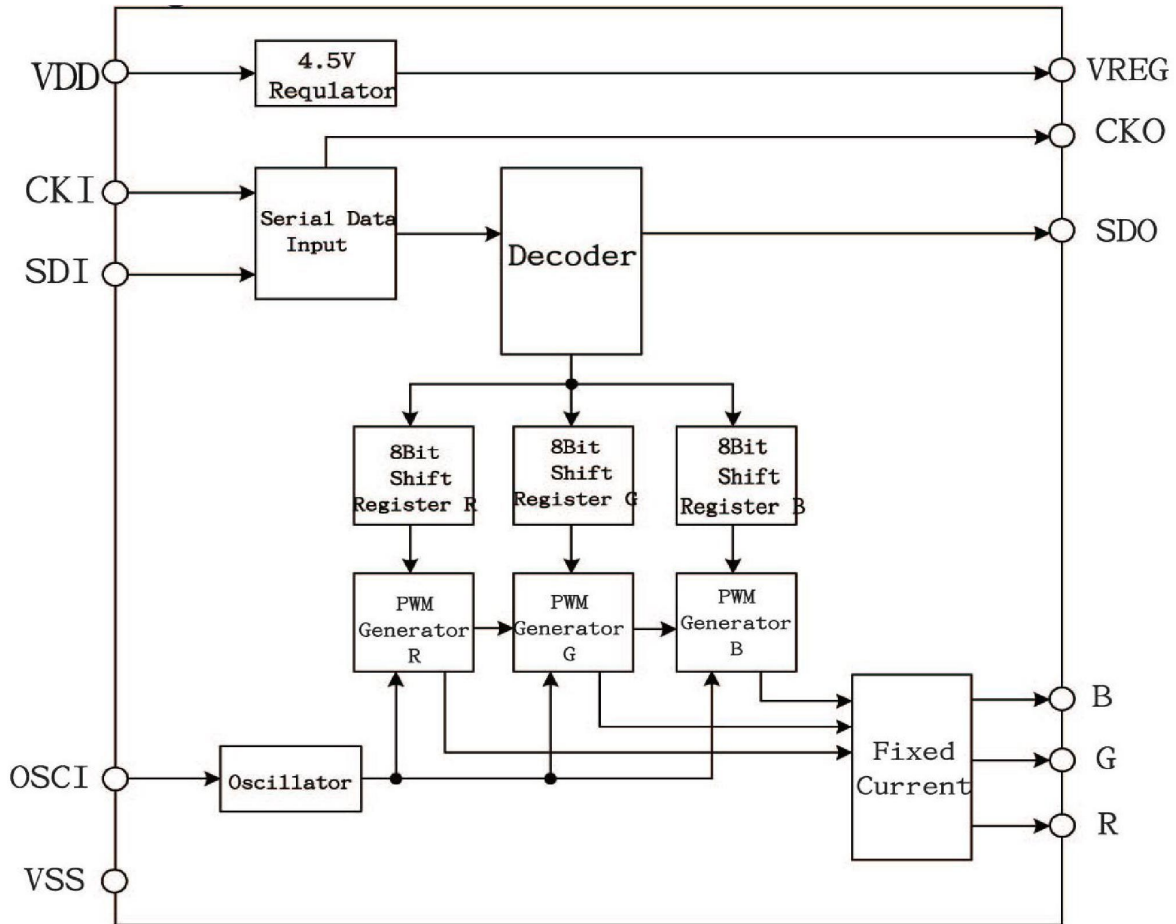 VDD
4.5V
Requlator
VREG
CKO
CKI
Serial Data
Input
Decoder
SDO
SDI
8Bit
Shift
Register R
8Bit
Shift
Register G
8Bit
Shift
Register B
PWM
Generator
R
PWM
Generator
G
PWM
Generator
B
B
Fixed
Current
G
R
OSCI
Oscillator
VSS